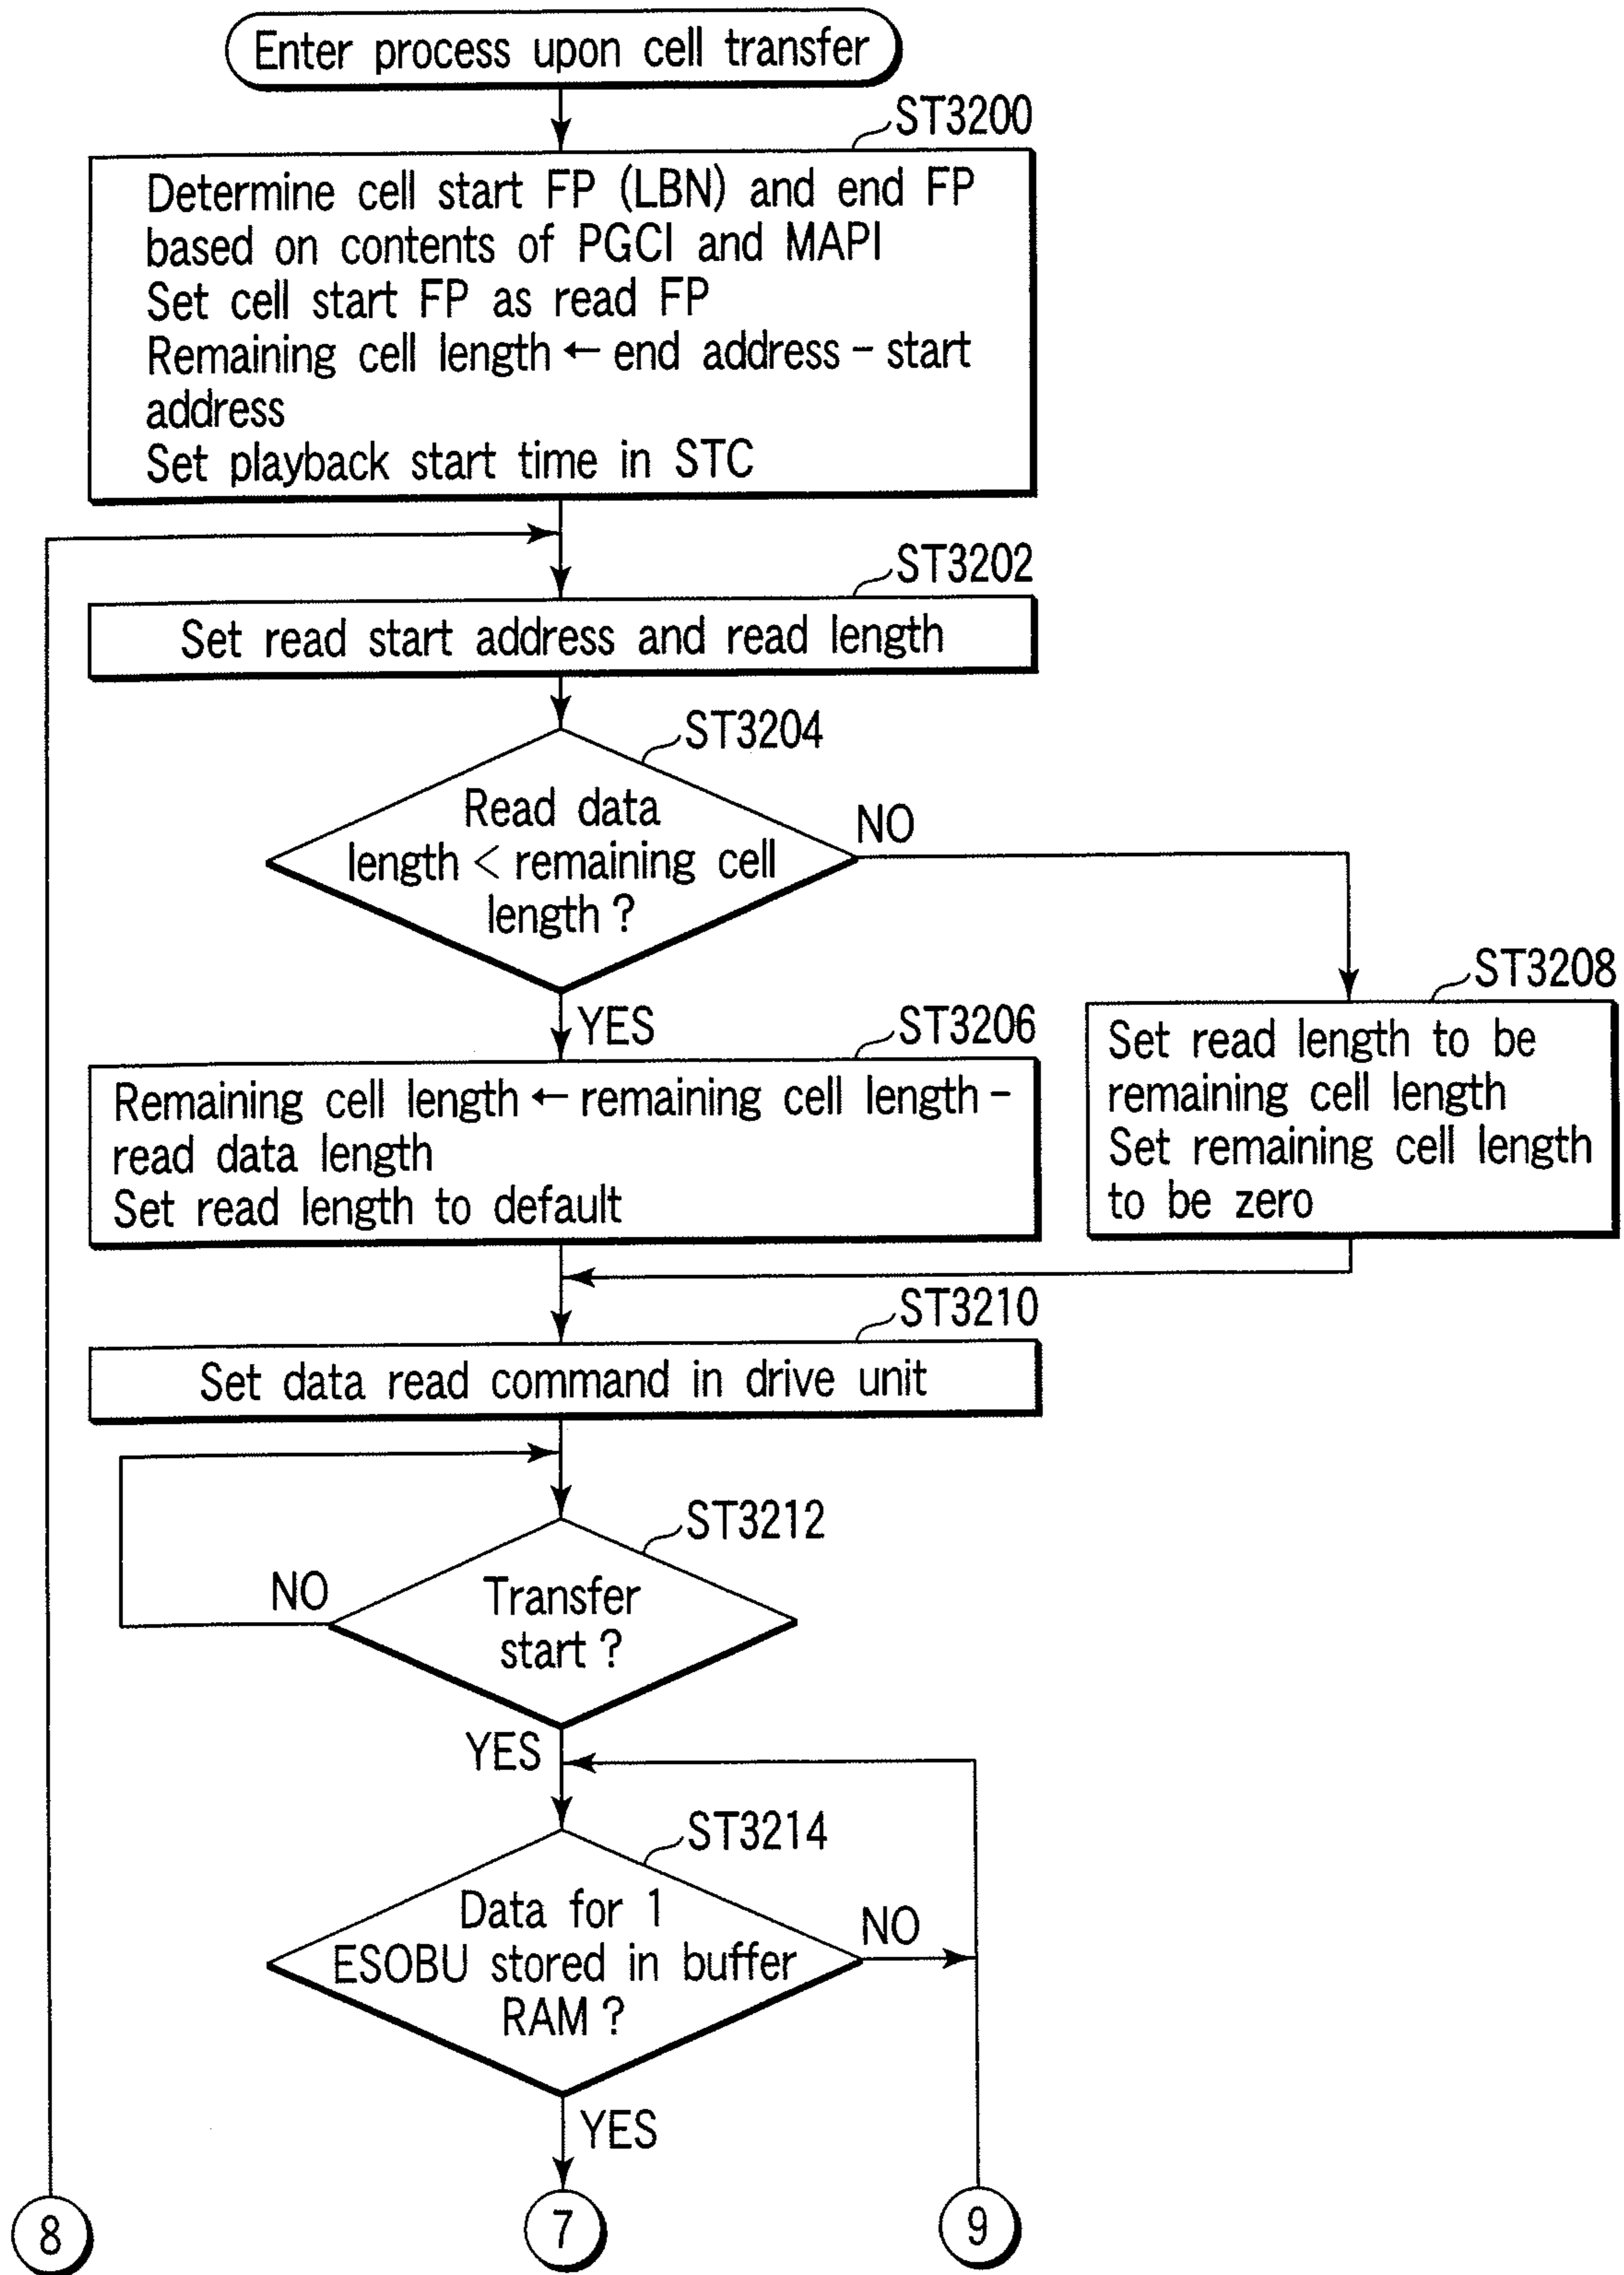 Enter process upon cell transfer
ST3200
Determine cell start FP (LBN) and end FP
based on contents of PGCI and MAPI
Set cell start FP as read FP
Remaining cell length ← end address - start
address
Set playback start time in STC
ST3202
Set read start address and read length
ST3204
Read data
length < remaining cell
length ?
NO
YES
ST3206
Remaining cell length ← remaining cell length -
read data length
Set read length to default
ST3208
Set read length to be
remaining cell length
Set remaining cell length
to be zero
ST3210
Set data read command in drive unit
ST3212
Transfer
start ?
NO
YES
ST3214
Data for 1
ESOBU stored in buffer
RAM ?
NO
YES
8
7
9